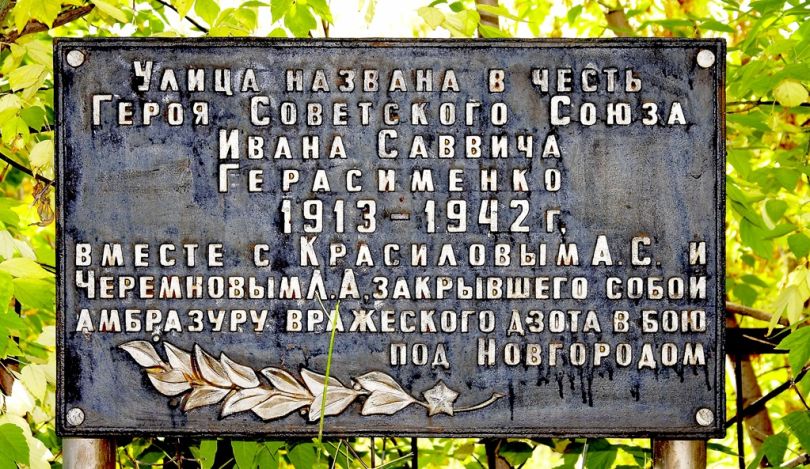 Улица названа в честь
Героя Советского Союза
Ивана Саввича
Герасименко
1913-1942г,
вместе с Красиловым А.С. и
Черемновым Л.А, закрывшего собой
амбразуру вражеского дзота в бою
под Новгородом